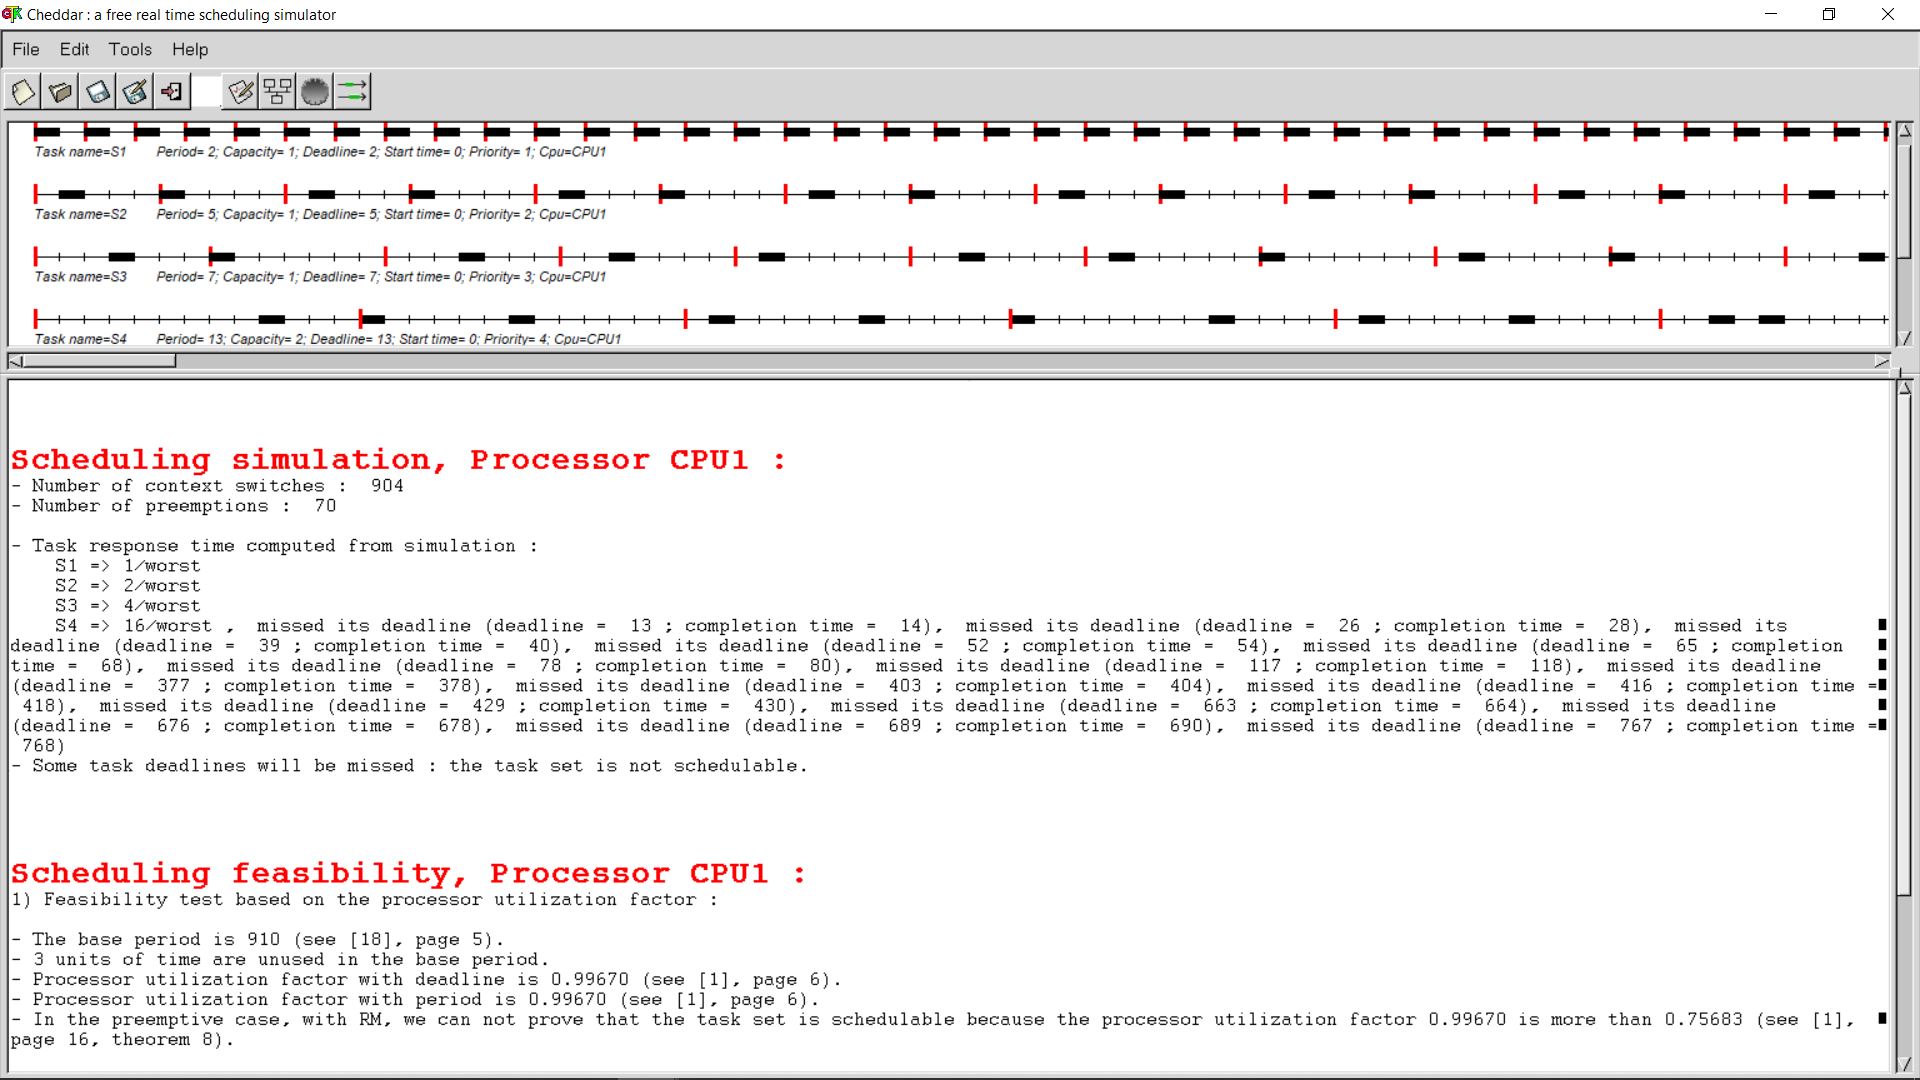 Cheddar : a free real time scheduling simulator
File Edit Tools Help
Task name=S1 Period= 2; Capacity= 1; Deadline= 2; Start time= 0; Priority= 1; Cpu=CPU1
Task name=S2 Period= 5; Capacity= 1; Deadline= 5; Start time= 0; Priority= 2; Cpu=CPU1
Task name=S3 Period= 7; Capacity= 1; Deadline= 7; Start time= 0; Priority= 3; Cpu=CPU1
Task name=S4 Period= 13; Capacity= 2; Deadline= 13; Start time= 0; Priority= 4; Cpu=CPU1
Scheduling simulation, Processor CPU1 :
- Number of context switches : 904
- Number of preemptions : 70
- Task response time computed from simulation :
S1 => 1/worst
S2 => 2/worst
S3 => 4/worst
S4 => 16/worst , missed its deadline (deadline = 13 ; completion time = 14), missed its deadline (deadline = 26 ; completion time = 28), missed its
deadline (deadline = 39 ; completion time = 40), missed its deadline (deadline = 52 ; completion time = 54), missed its deadline (deadline = 65 ; completion
time = 68), missed its deadline (deadline = 78 ; completion time = 80), missed its deadline (deadline = 117 ; completion time = 118), missed its deadline
(deadline = 377 ; completion time = 378), missed its deadline (deadline = 403 ; completion time = 404), missed its deadline (deadline = 416 ; completion time =
418), missed its deadline (deadline = 429 ; completion time = 430), missed its deadline (deadline = 663 ; completion time = 664), missed its deadline
(deadline = 676 ; completion time = 678), missed its deadline (deadline = 689 ; completion time = 690), missed its deadline (deadline = 767 ; completion time =
768)
- Some task deadlines will be missed : the task set is not schedulable.
Scheduling feasibility, Processor CPU1 :
1) Feasibility test based on the processor utilization factor :
- The base period is 910 (see [18], page 5).
- 3 units of time are unused in the base period.
- Processor utilization factor with deadline is 0.99670 (see [1], page 6).
- Processor utilization factor with period is 0.99670 (see [1], page 6).
- In the preemptive case, with RM, we can not prove that the task set is schedulable because the processor utilization factor 0.99670 is more than 0.75683 (see [1],
page 16, theorem 8).